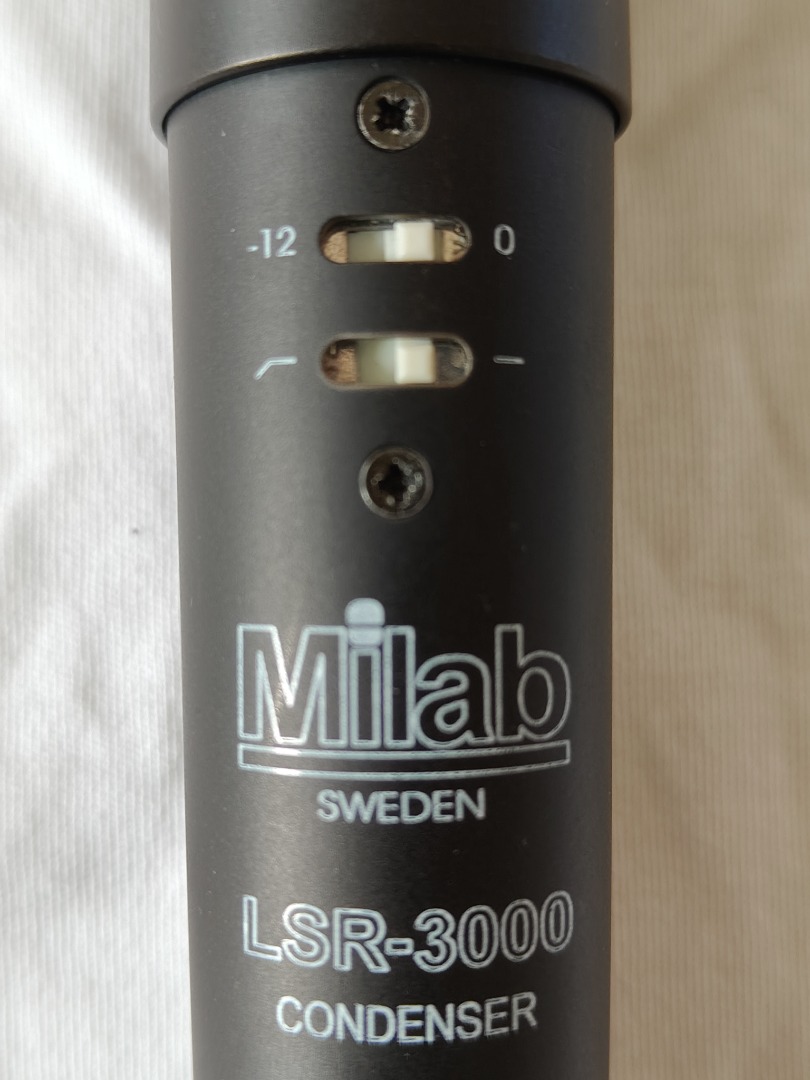 -12 0
Milab
SWEDEN
LSR-3000
CONDENSER